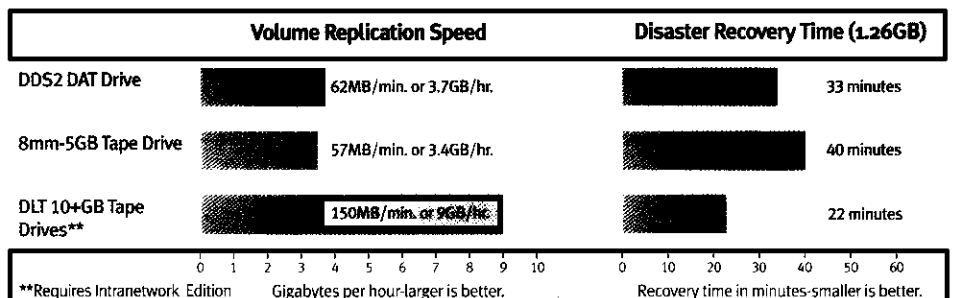 Volume Replication Speed Disaster Recovery Time (1.26GB)
DDS2 DAT Drive 62MB/min. or 3.7GB/hr. 33 minutes
8mm-5GB Tape Drive 57MB/min. or 3.4GB/hr. 40 minutes
DLT 10+GB Tape 150MB/min. or 9GB/hr. 22 minutes
Drives**
0 1 2 3 4 5 6 7 8 9 10 0 10 20 30 40 50 60
**Requires Intranetwork Edition Gigabytes per hour-larger is better. Recovery time in minutes-smaller is better.